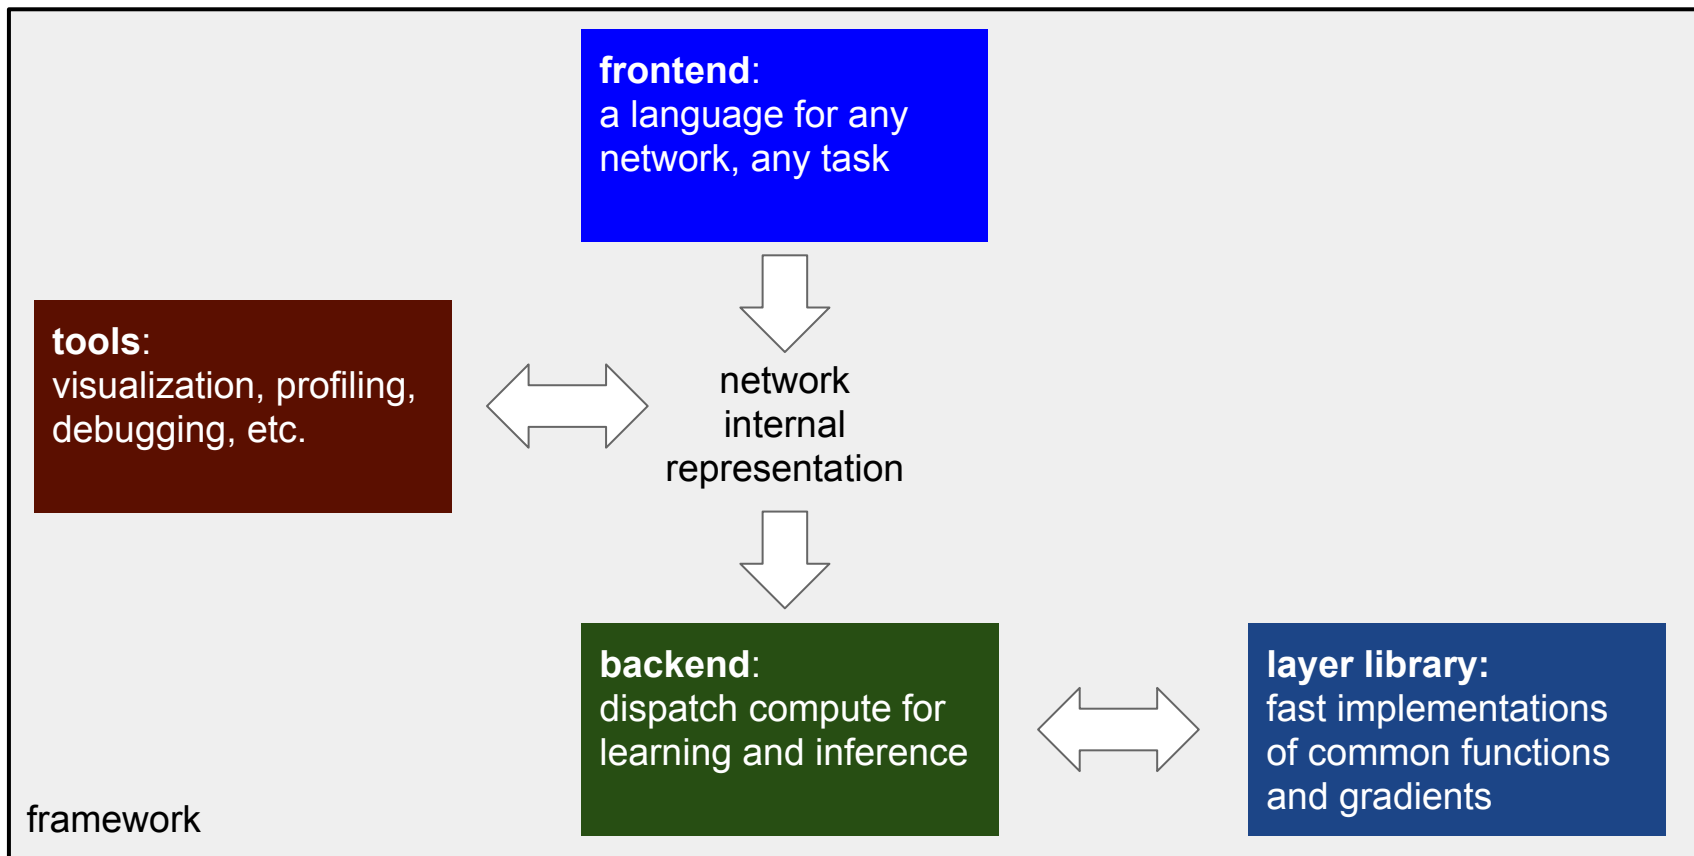 frontend:
a language for any
network, any task
tools:
visualization, profiling,
debugging, etc.
network
internal
representation
backend:
dispatch compute for
learning and inference
layer library:
fast implementations
of common functions
and gradients
framework